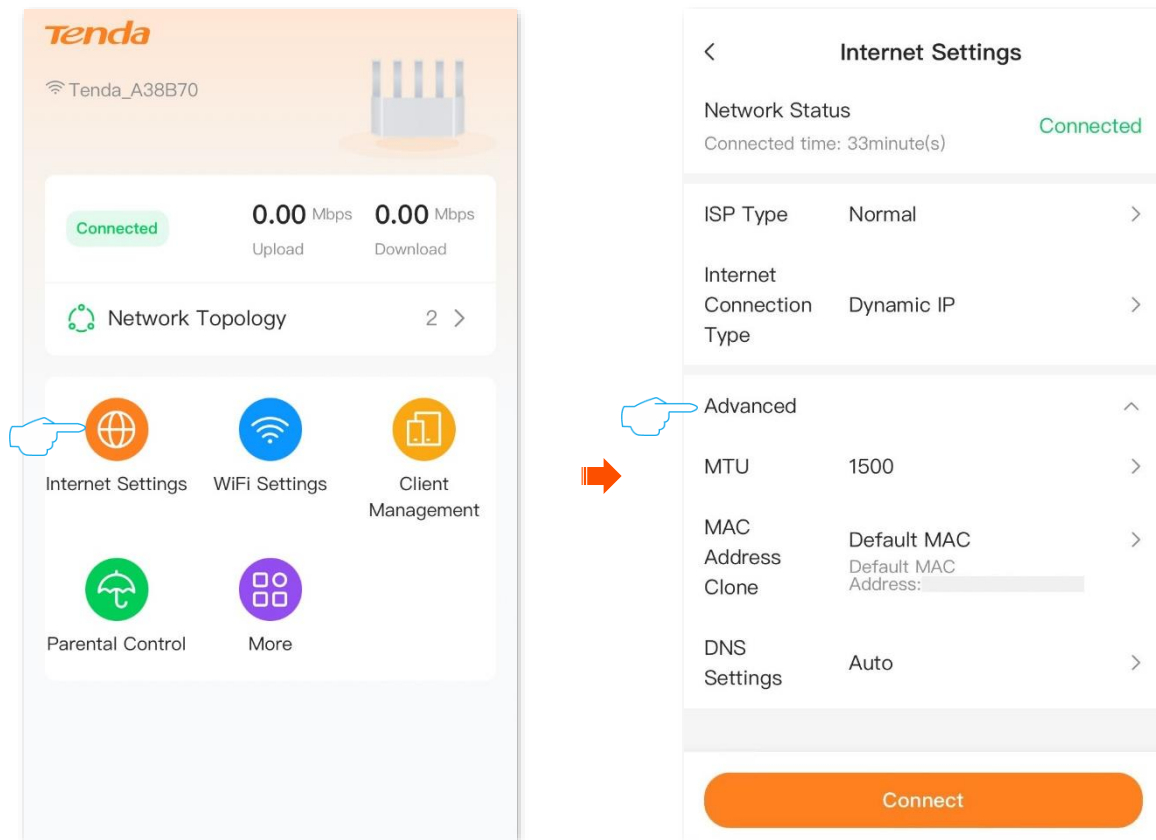 Tenda
Tenda_A38B70
Connected
0.00 Mbps
Upload
0.00 Mbps
Download
Network Topology
2
Internet Settings
WiFi Settings
Client
Management
Parental Control
More
Internet Settings
Network Status
Connected time: 33minute(s)
Connected
ISP Type
Normal
Internet
Connection
Type
Dynamic IP
Advanced
MTU
1500
MAC
Address
Clone
Default MAC
Default MAC
Address:
DNS
Settings
Auto
Connect